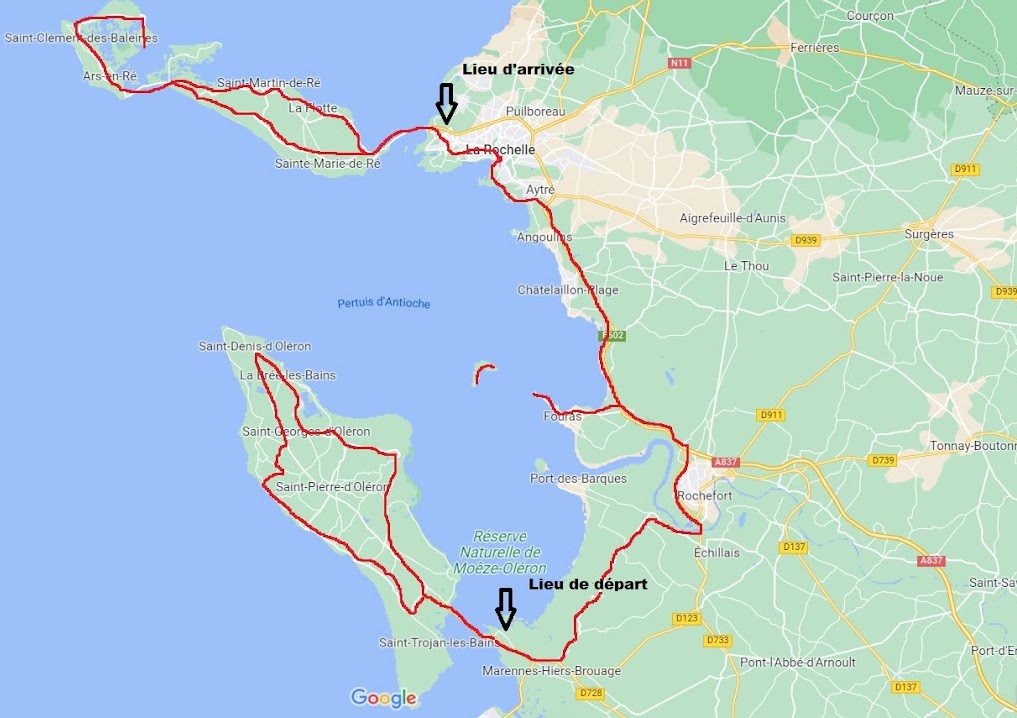 Courçon
Saint-Clément-des-Baleines
Ferrières
N11
Lieu d'arrivée
Ars-en-Ré
Saint-Martin-de-Ré
Mauzé-sur-
La Flotte
Puilboreau
La Rochelle
Sainte-Marie-de-Ré
D911
Aytré
Aigrefeuille-d'Aunis
Angoulins
D939
Surgères
Le Thou
Saint-Pierre-la-Noue
Châtelaillon-Plage
D939
Pertuis d'Antioche
E602
Saint-Denis-d'Oléron
La Brée-les-Bains
Fouras
D911
Saint-Georges-d'Oléron
Tonnay-Boutonn
A837
D739
Port-des-Barques
Saint-Pierre-d'Oléron
Rochefort
Réserve
Naturelle de
Moëze-Oléron
D137
Échillais
A837
Lieu de départ
Saint-Sav
D123
Saint-Trojan-les-Bains
D733
Port-d'En
Marennes-Hiers-Brouage
Pont-l'Abbé-d'Arnoult
D728
D137
Google